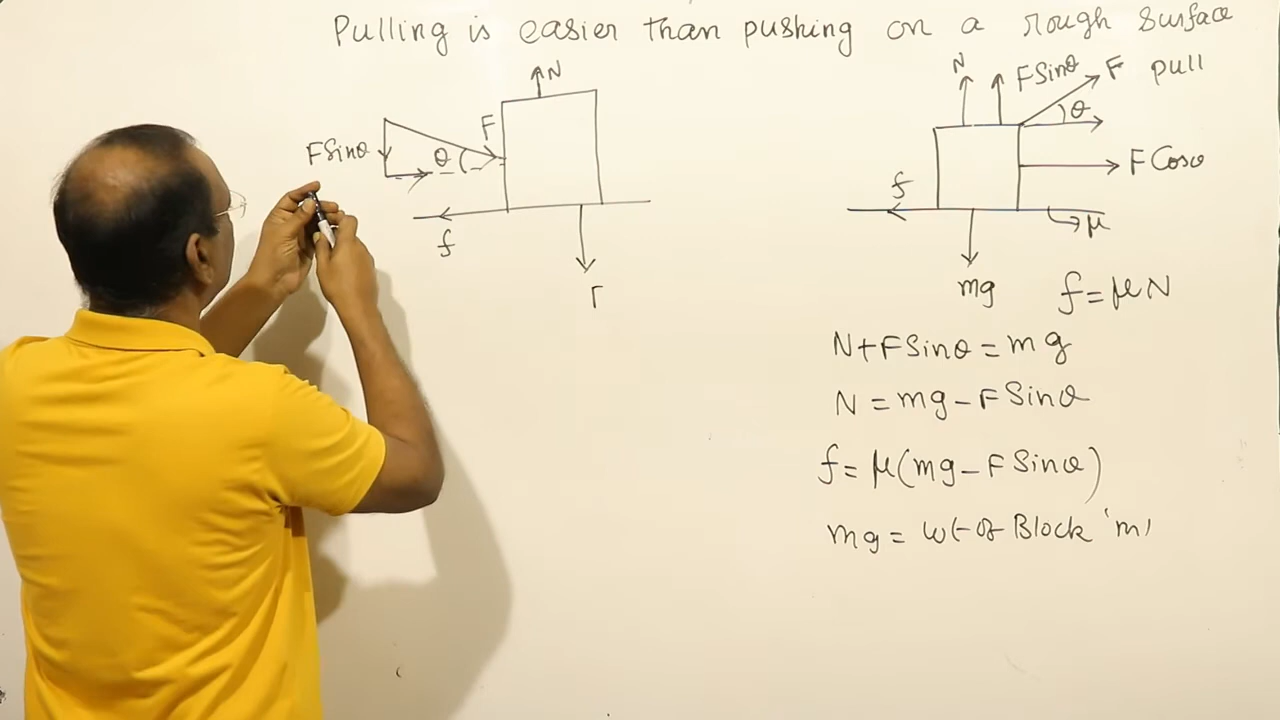 Pulling is easier than pushing on a rough surface
N
F
FSinθ
θ
f
N
FSinθ
F pull
θ
FCosθ
f
μ
mg
f=μN
N+FSinθ=mg
N=mg-FSinθ
f=μ(mg-FSinθ)
mg= wt of Block 'm'